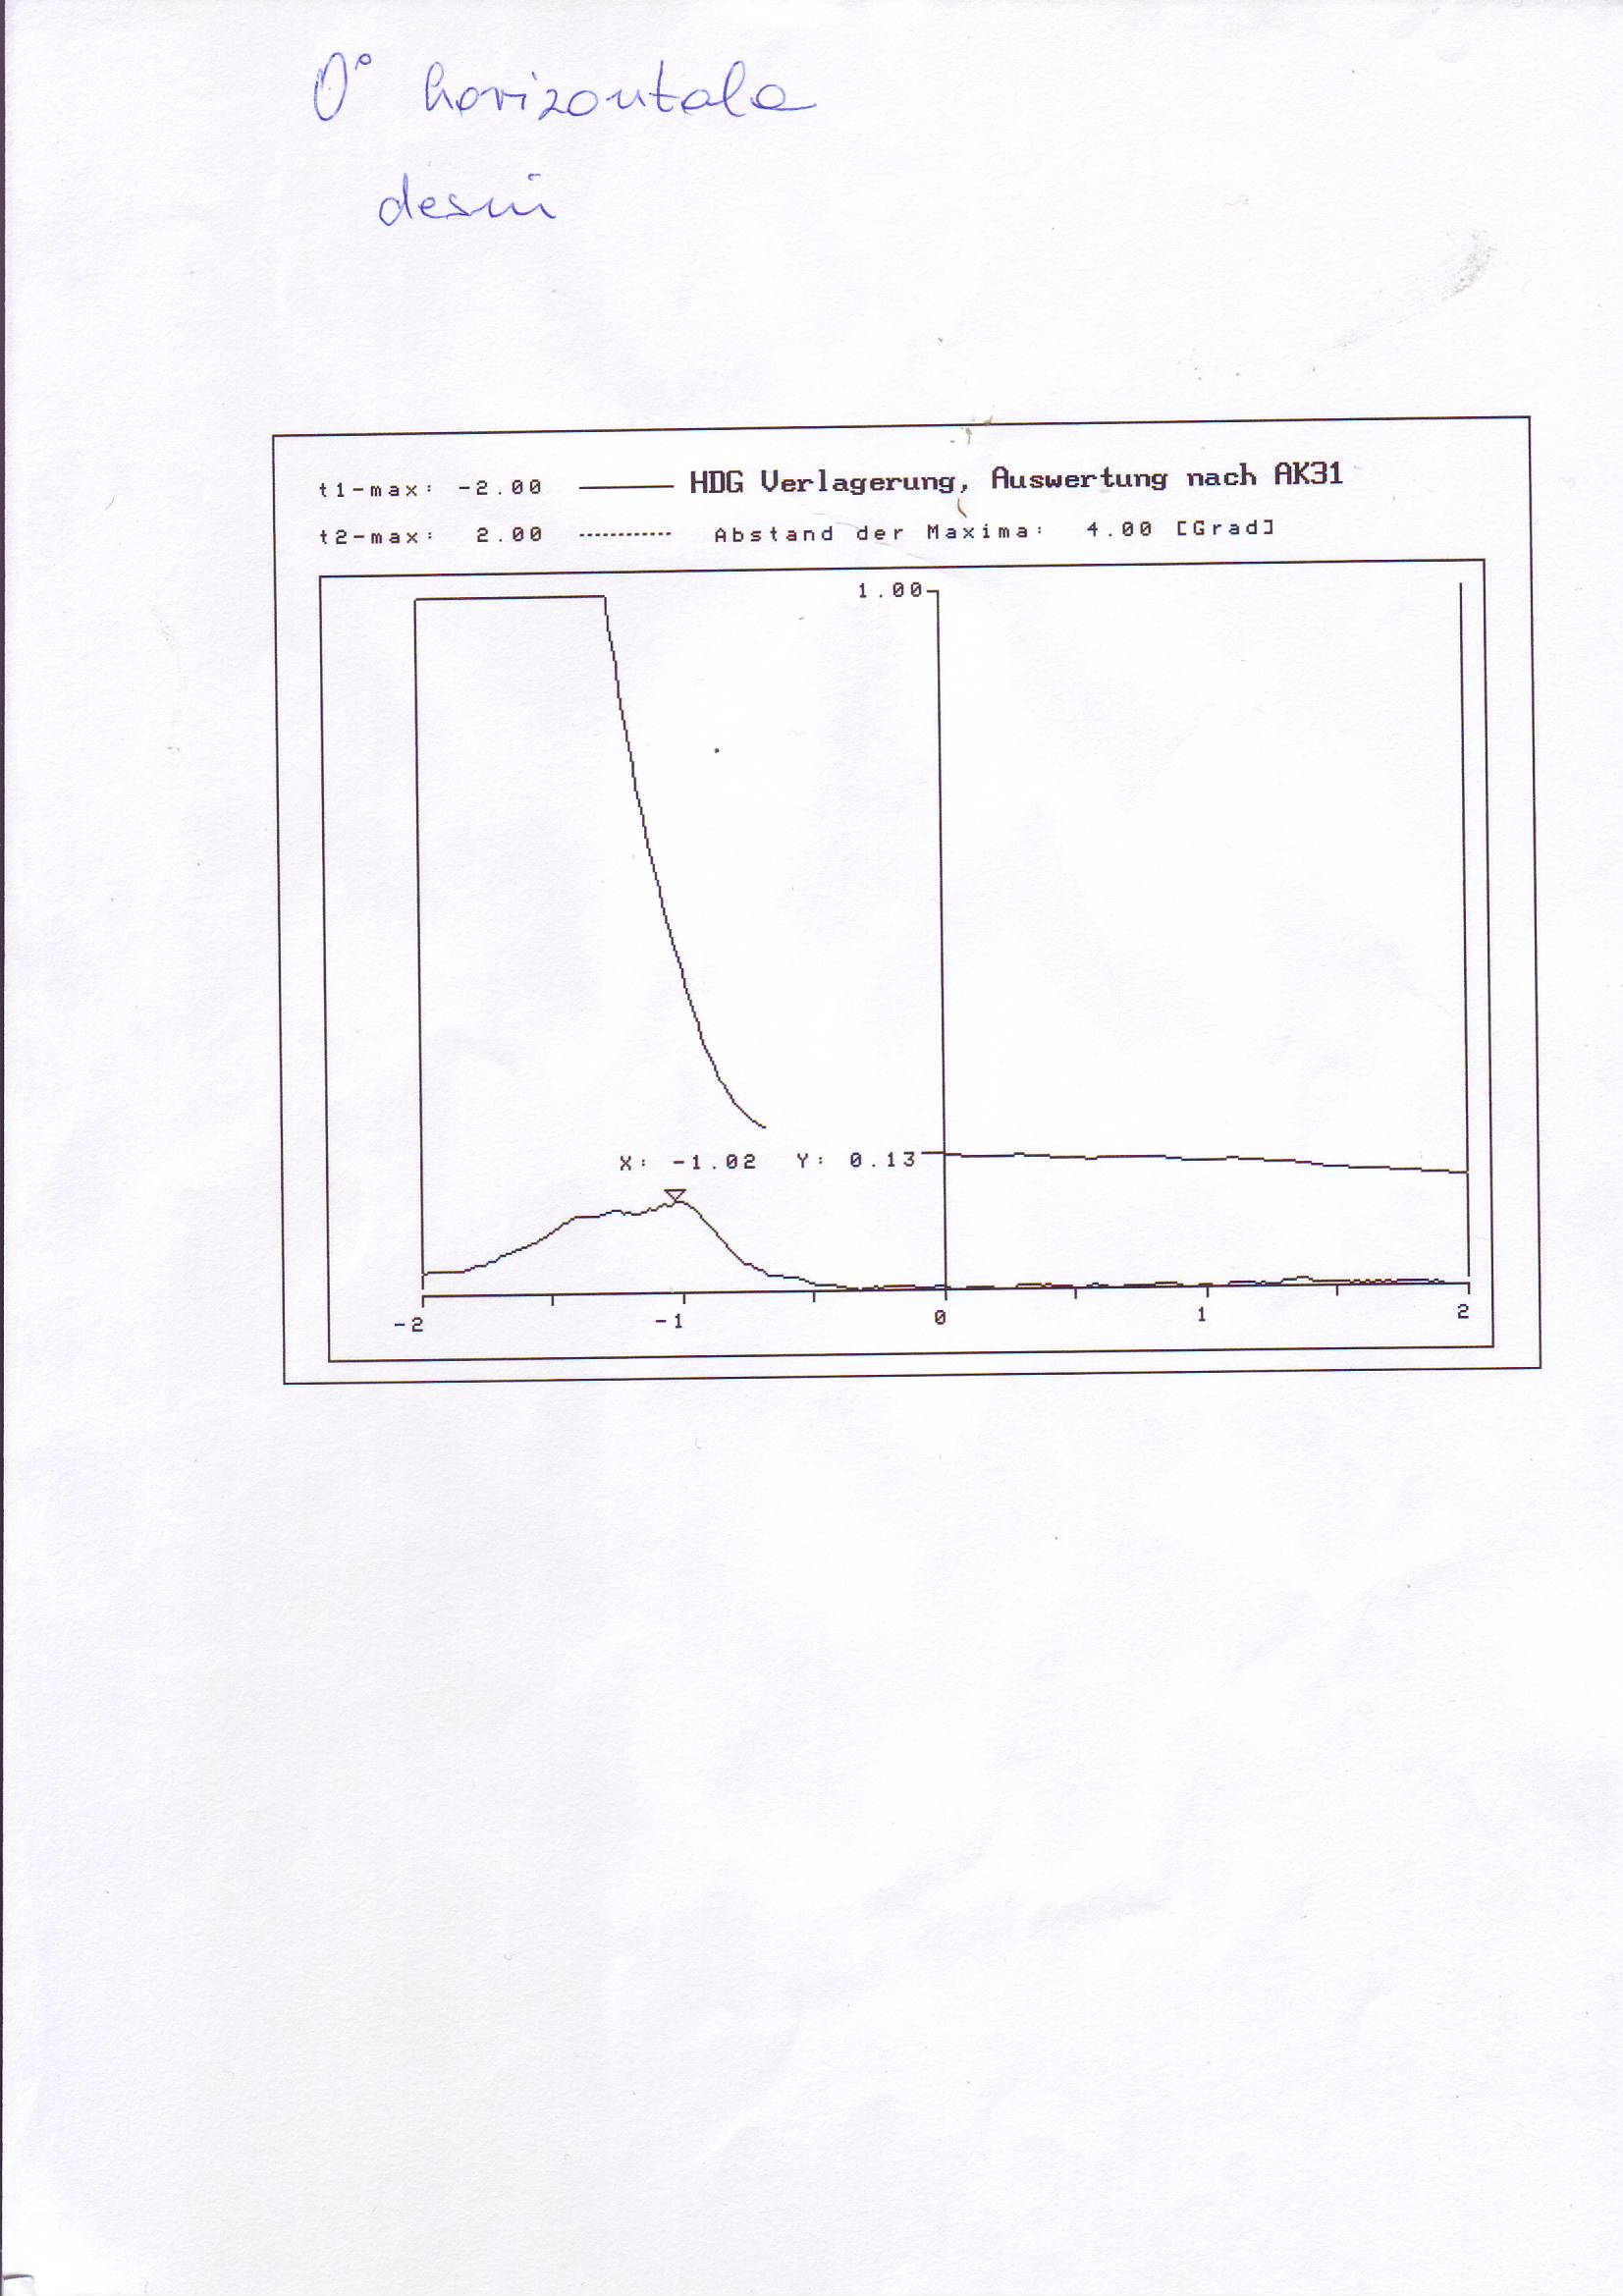 0° horizontala
desni
t1-max: -2.00 HDG Verlagerung, Auswertung nach AK31
t2-max: 2.00 Abstand der Maxima: 4.00 [Grad]
1.00
X: -1.02 Y: 0.13
-2 -1 0 1 2